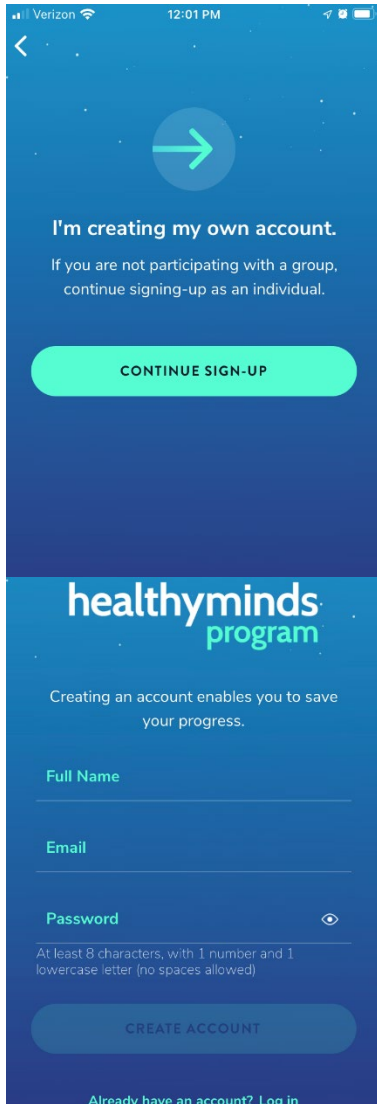 Verizon 12:01 PM
I'm creating my own account.
If you are not participating with a group,
continue signing-up as an individual.
CONTINUE SIGN-UP
healthyminds
program
Creating an account enables you to save
your progress.
Full Name
Email
Password
At least 8 characters, with 1 number and 1
lowercase letter (no spaces allowed)
CREATE ACCOUNT
Already have an account? Log in